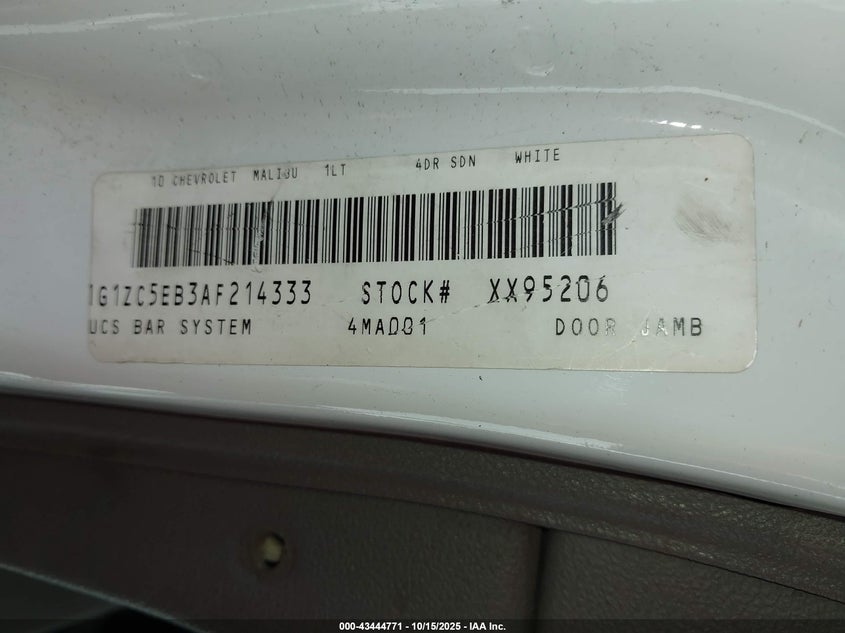 10 CHEVROLET MALIBU 1LT 4DR SDN WHITE
1G1ZC5EB3AF214333 STOCK# XX95206
UCS BAR SYSTEM 4MA001 DOOR JAMB
000-43444771 - 10/15/2025 - IAA Inc.